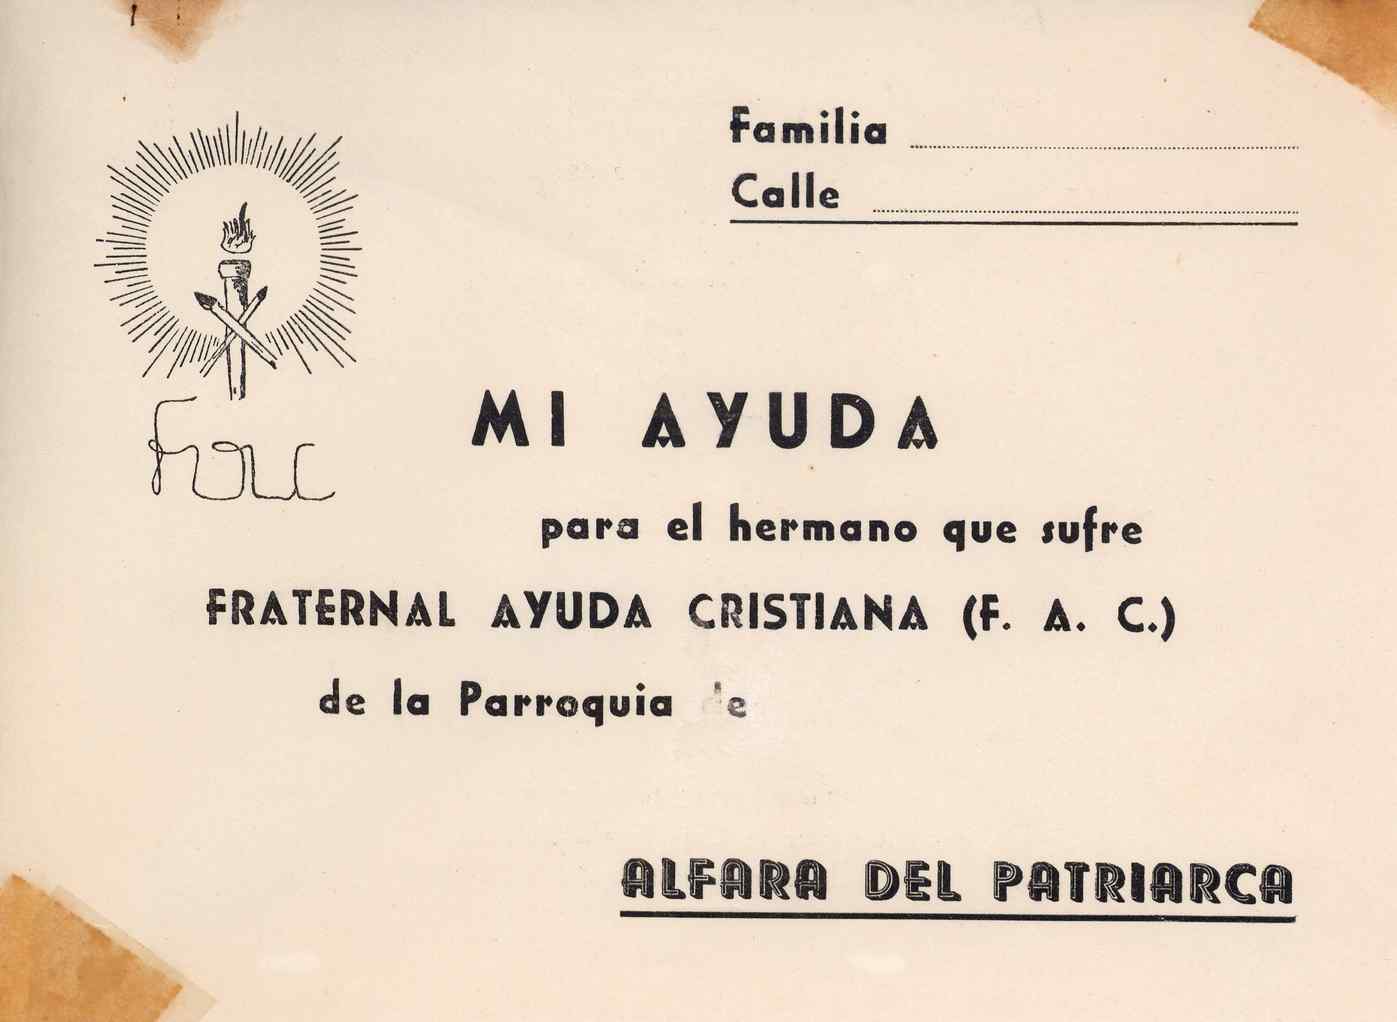 Familia
Calle
Foc
MI AYUDA
para el hermano que sufre
FRATERNAL AYUDA CRISTIANA (F. A. C.)
de la Parroquia de
ALFARA DEL PATRIARCA